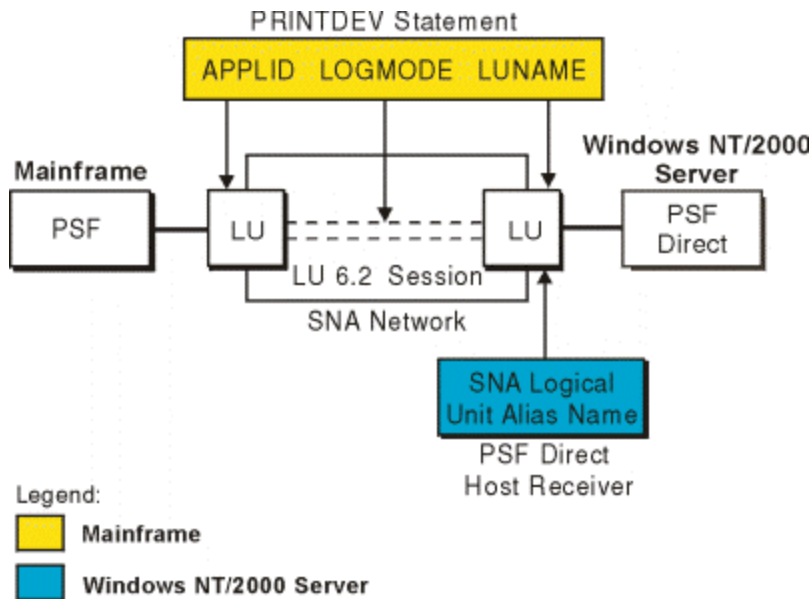 PRINTDEV Statement
APPLID LOGMODE LUNAME
Mainframe
Windows NT/2000
Server
PSF
LU
LU
PSF
Direct
LU 6.2 Session
SNA Network
SNA Logical
Unit Alias Name
PSF Direct
Host Receiver
Legend:
Mainframe
Windows NT/2000 Server